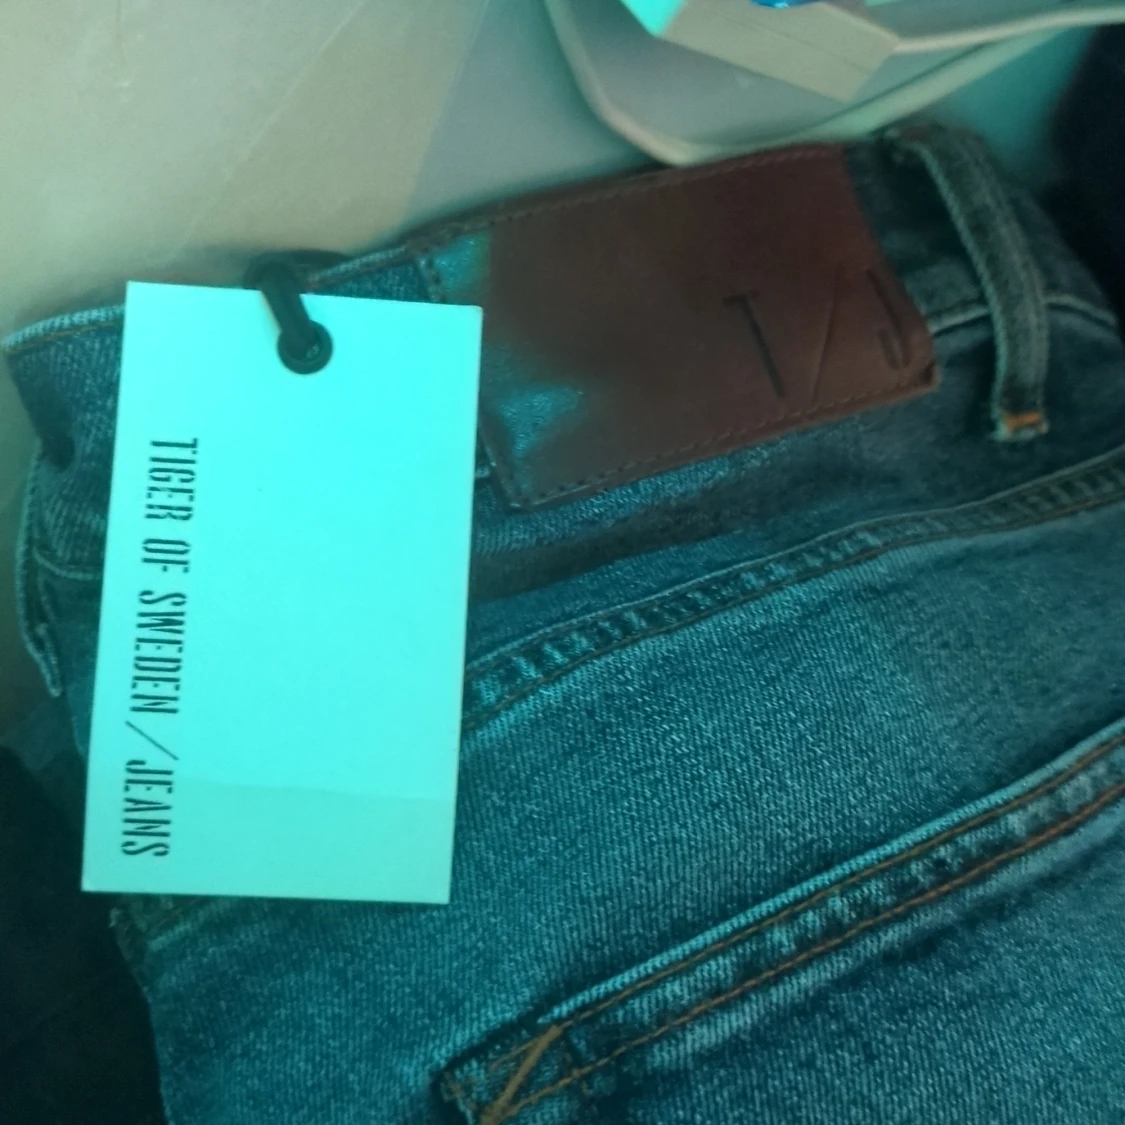 TIGER OF SWEDEN / JEANS
T/J